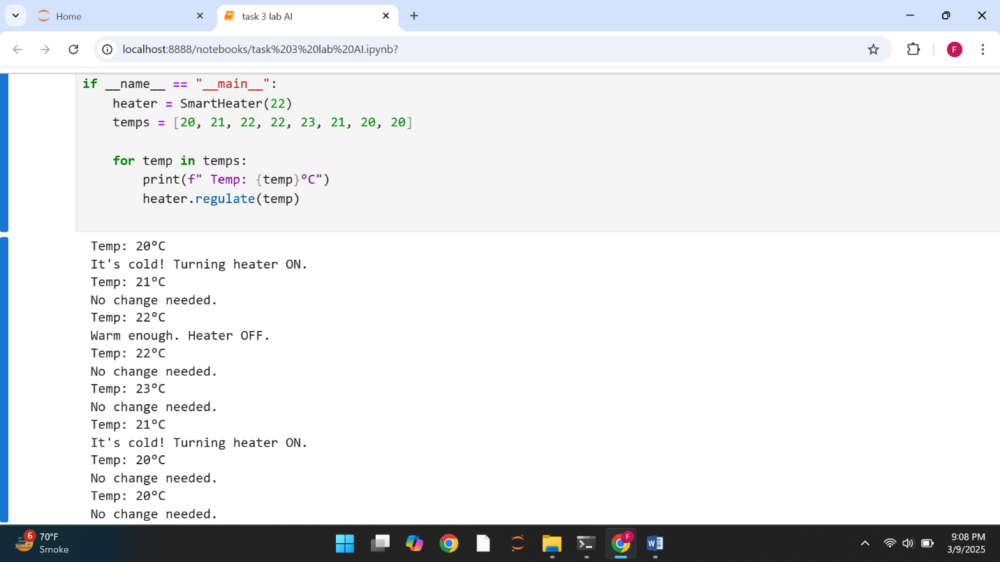 Home
task 3 lab AI
localhost:8888/notebooks/task%203%20lab%20AI.ipynb?
F
if __name__ == "__main__":
    heater = SmartHeater(22)
    temps = [20, 21, 22, 22, 23, 21, 20, 20]
    for temp in temps:
        print(f" Temp: {temp}°C")
        heater.regulate(temp)
Temp: 20°C
It's cold! Turning heater ON.
Temp: 21°C
No change needed.
Temp: 22°C
Warm enough. Heater OFF.
Temp: 22°C
No change needed.
Temp: 23°C
No change needed.
Temp: 21°C
It's cold! Turning heater ON.
Temp: 20°C
No change needed.
Temp: 20°C
No change needed.
6
70°F
Smoke
F
W
9:08 PM
3/9/2025